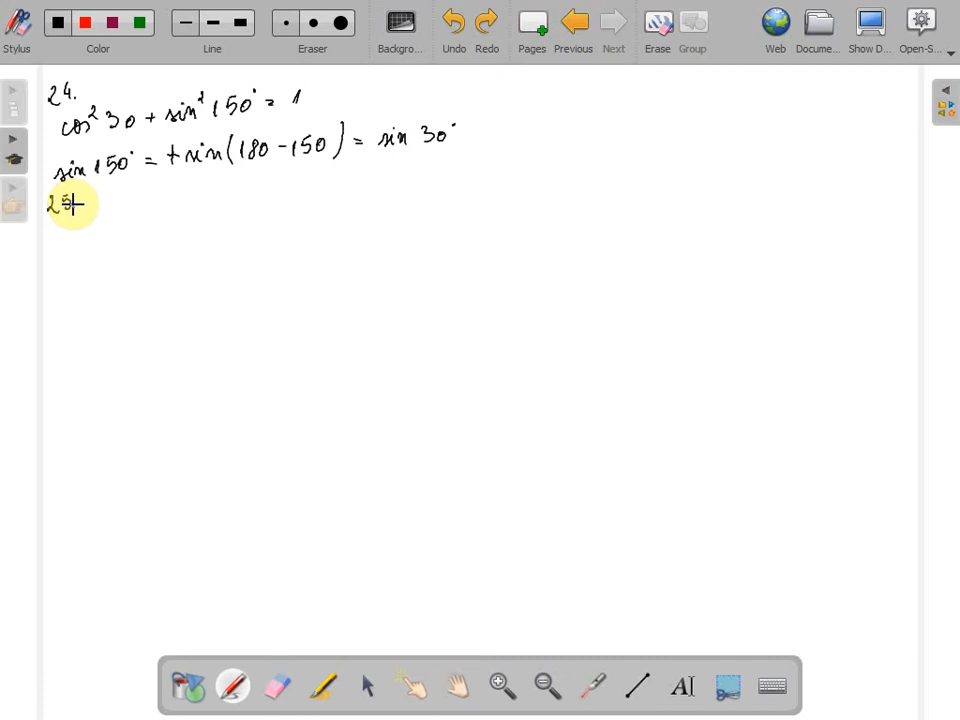 Stylus Color Line Eraser Backgro... Undo Redo Pages Previous Next Erase Group Web Docume... Show D... Open-S...
24.
cos² 30 + sin² 150° = 1
sin 150° = + sin(180 - 150) = sin 30°
25